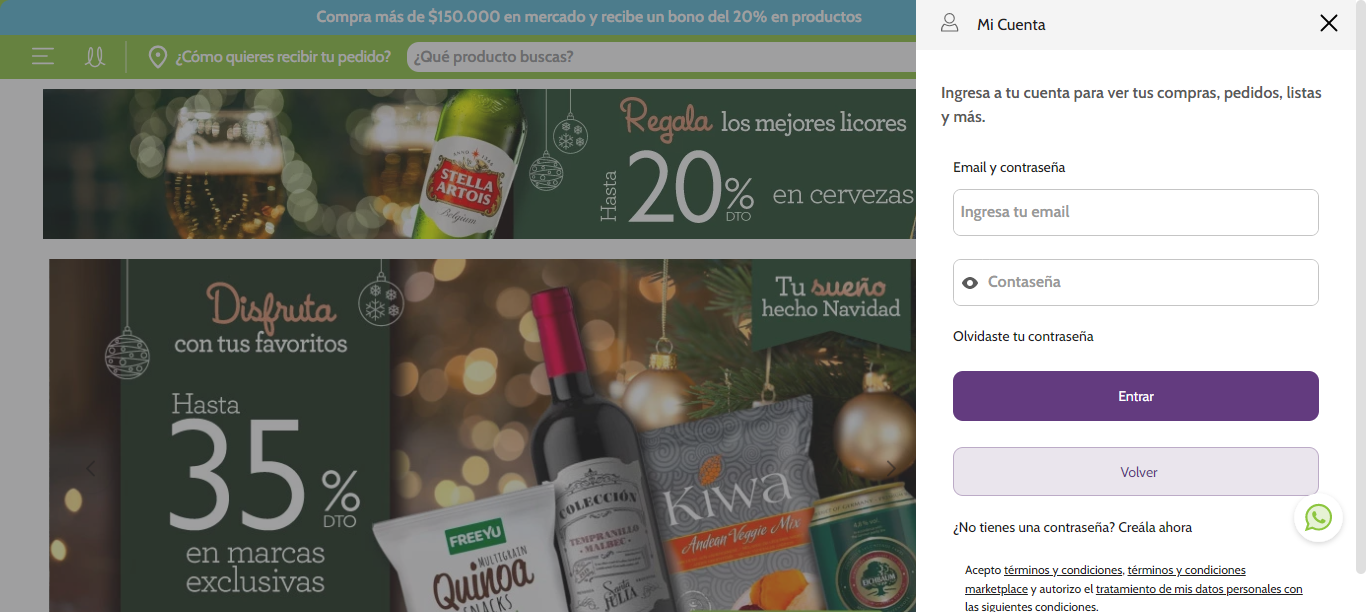 Compra más de $150.000 en mercado y recibe un bono del 20% en productos
¿Cómo quieres recibir tu pedido?
¿Qué producto buscas?
Regala los mejores licores
Hasta
20%
DTO
en cervezas
STELLA
ARTOIS
Belgium
Disfruta
con tus favoritos
Hasta
35%
DTO
en marcas
exclusivas
Tu sueño
hecho Navidad
FREEYU
MULTIGRAIN
Quinoa
SNACKS
COLECCIÓN
TEMPRANILLO
- MALBEC -
Santa
JULIA
KIWA
Andean Veggie Mix
EICHBAUM
Mi Cuenta
Ingresa a tu cuenta para ver tus compras, pedidos, listas
y más.
Email y contraseña
Ingresa tu email
Contaseña
Olvidaste tu contraseña
Entrar
Volver
¿No tienes una contraseña? Creála ahora
Acepto términos y condiciones, términos y condiciones
marketplace y autorizo el tratamiento de mis datos personales con
las siguientes condiciones.